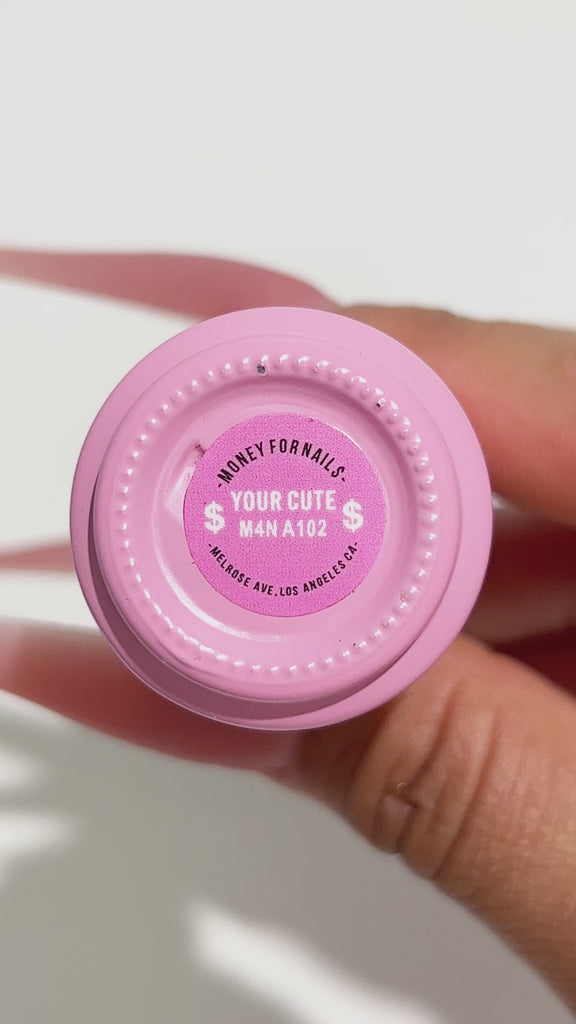 -MONEY FOR NAILS-
$ YOUR CUTE $
M4N A102
-MELROSE AVE, LOS ANGELES CA-